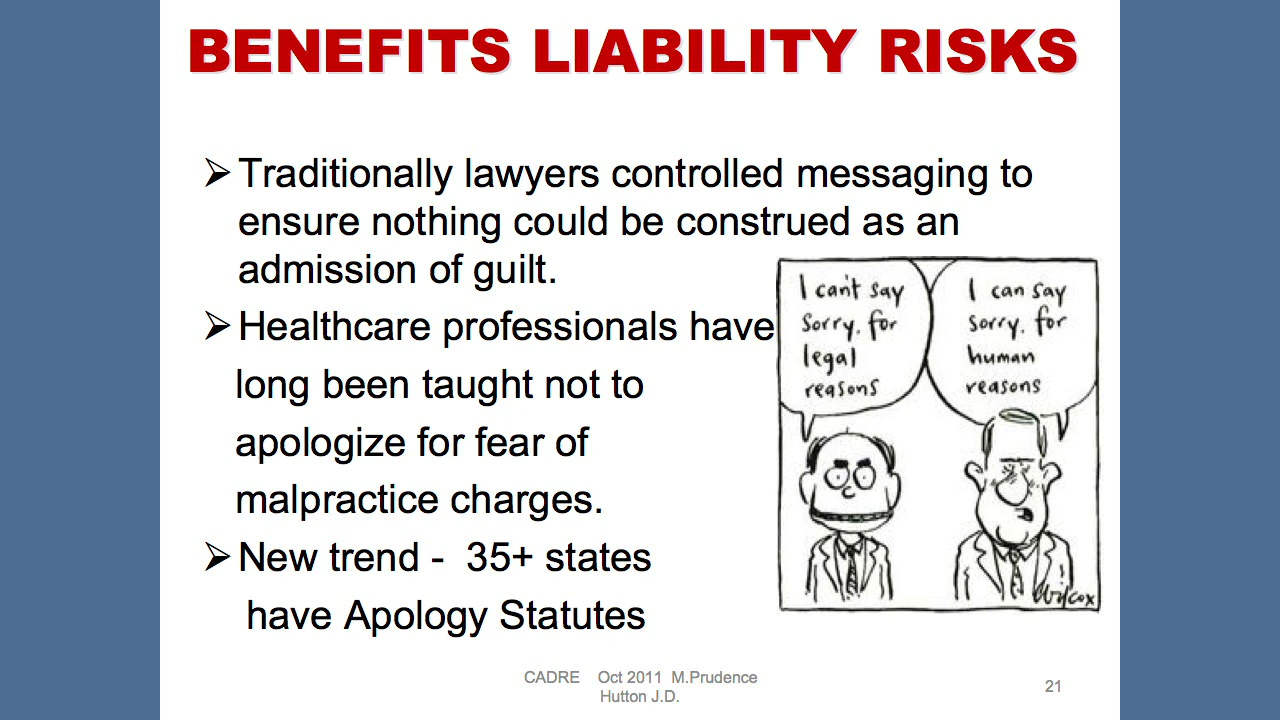 BENEFITS LIABILITY RISKS
➢ Traditionally lawyers controlled messaging to
ensure nothing could be construed as an
admission of guilt.
➢ Healthcare professionals have
long been taught not to
apologize for fear of
malpractice charges.
➢ New trend - 35+ states
have Apology Statutes
I can't say
sorry, for
legal
reasons
I can say
sorry, for
human
reasons
Wilcox
CADRE Oct 2011 M.Prudence
Hutton J.D.
21